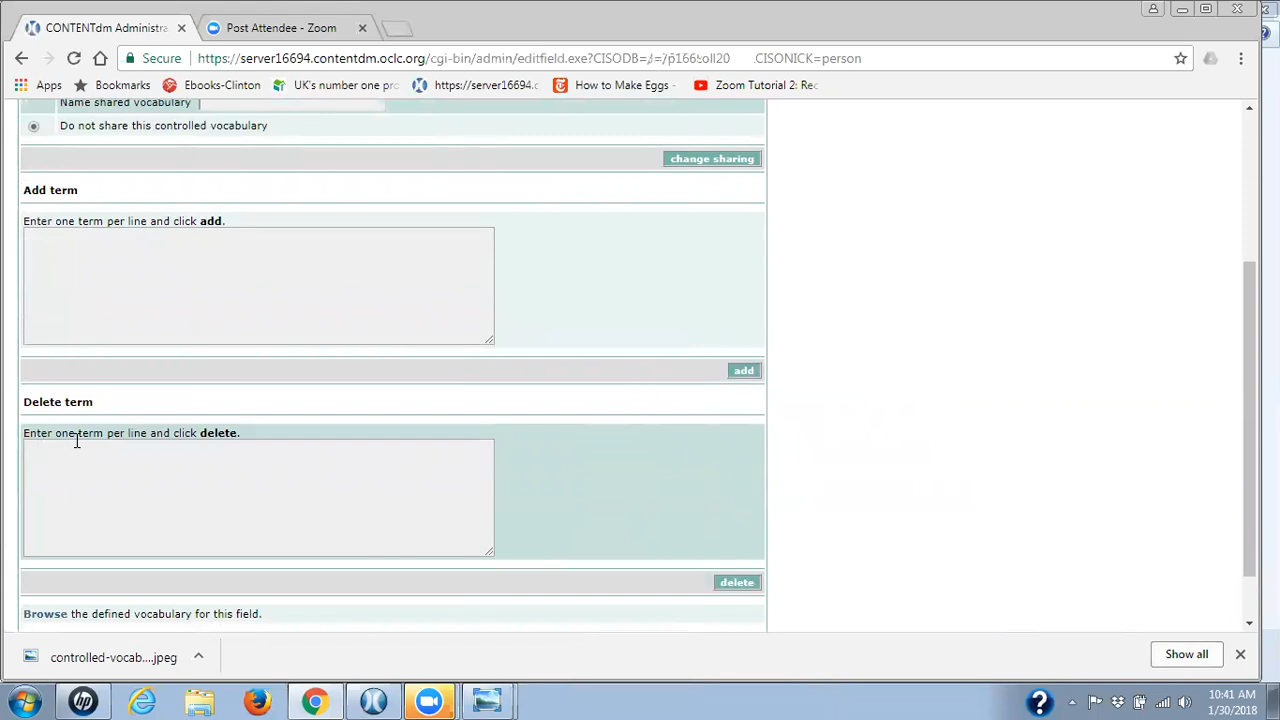 CONTENTdm Administra
Post Attendee - Zoom
Secure
https://server16694.contentdm.oclc.org/cgi-bin/admin/editfield.exe?CISODB=
CISONICK=person
Apps
Bookmarks
Ebooks-Clinton
UK's number one pro
https://server16694.c
How to Make Eggs -
Zoom Tutorial 2: Rec
Name shared vocabulary
Do not share this controlled vocabulary
change sharing
Add term
Enter one term per line and click add.
add
Delete term
Enter one term per line and click delete.
delete
Browse the defined vocabulary for this field.
controlled-vocab....jpeg
Show all
hp
10:41 AM
1/30/2018